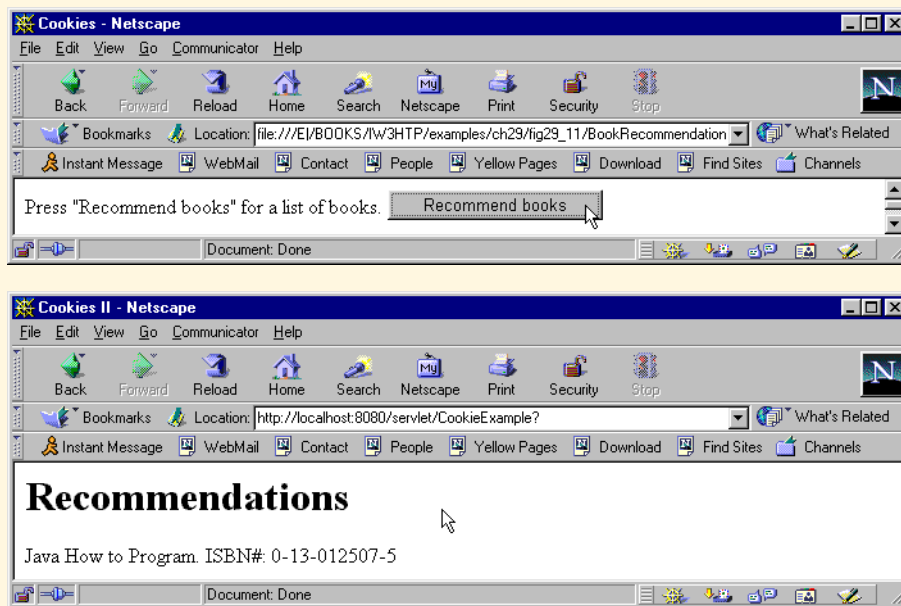 Cookies - Netscape
File Edit View Go Communicator Help
My
N
Back Forward Reload Home Search Netscape Print Security Stop
Bookmarks Location: file:///E|/BOOKS/IW3HTP/examples/ch29/fig29_11/BookRecommendation What's Related
Instant Message WebMail Contact People Yellow Pages Download Find Sites Channels
Press "Recommend books" for a list of books. Recommend books
Document: Done
Cookies II - Netscape
File Edit View Go Communicator Help
My
N
Back Forward Reload Home Search Netscape Print Security Stop
Bookmarks Location: http://localhost:8080/servlet/CookieExample? What's Related
Instant Message WebMail Contact People Yellow Pages Download Find Sites Channels
Recommendations
Java How to Program. ISBN#: 0-13-012507-5
Document: Done